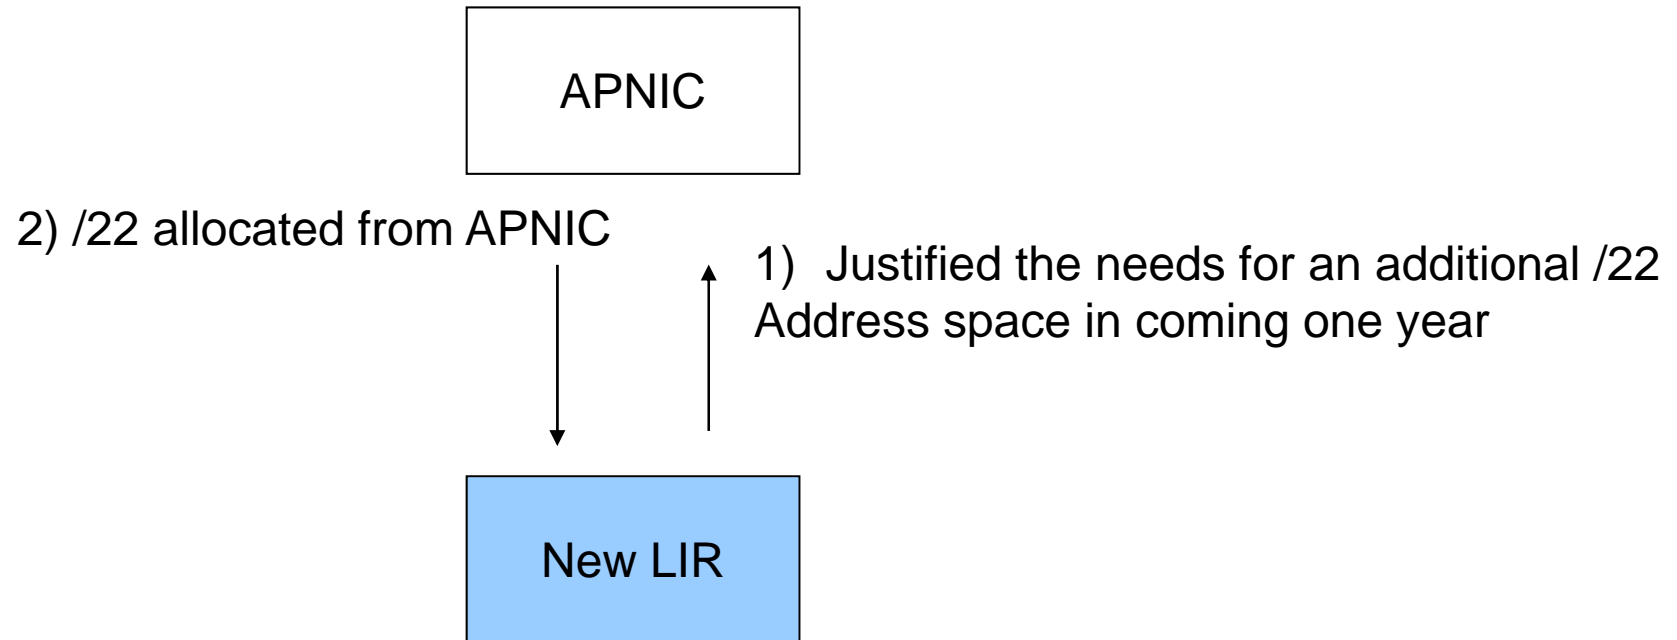 APNIC
2) /22 allocated from APNIC
1) Justified the needs for an additional /22
Address space in coming one year
New LIR